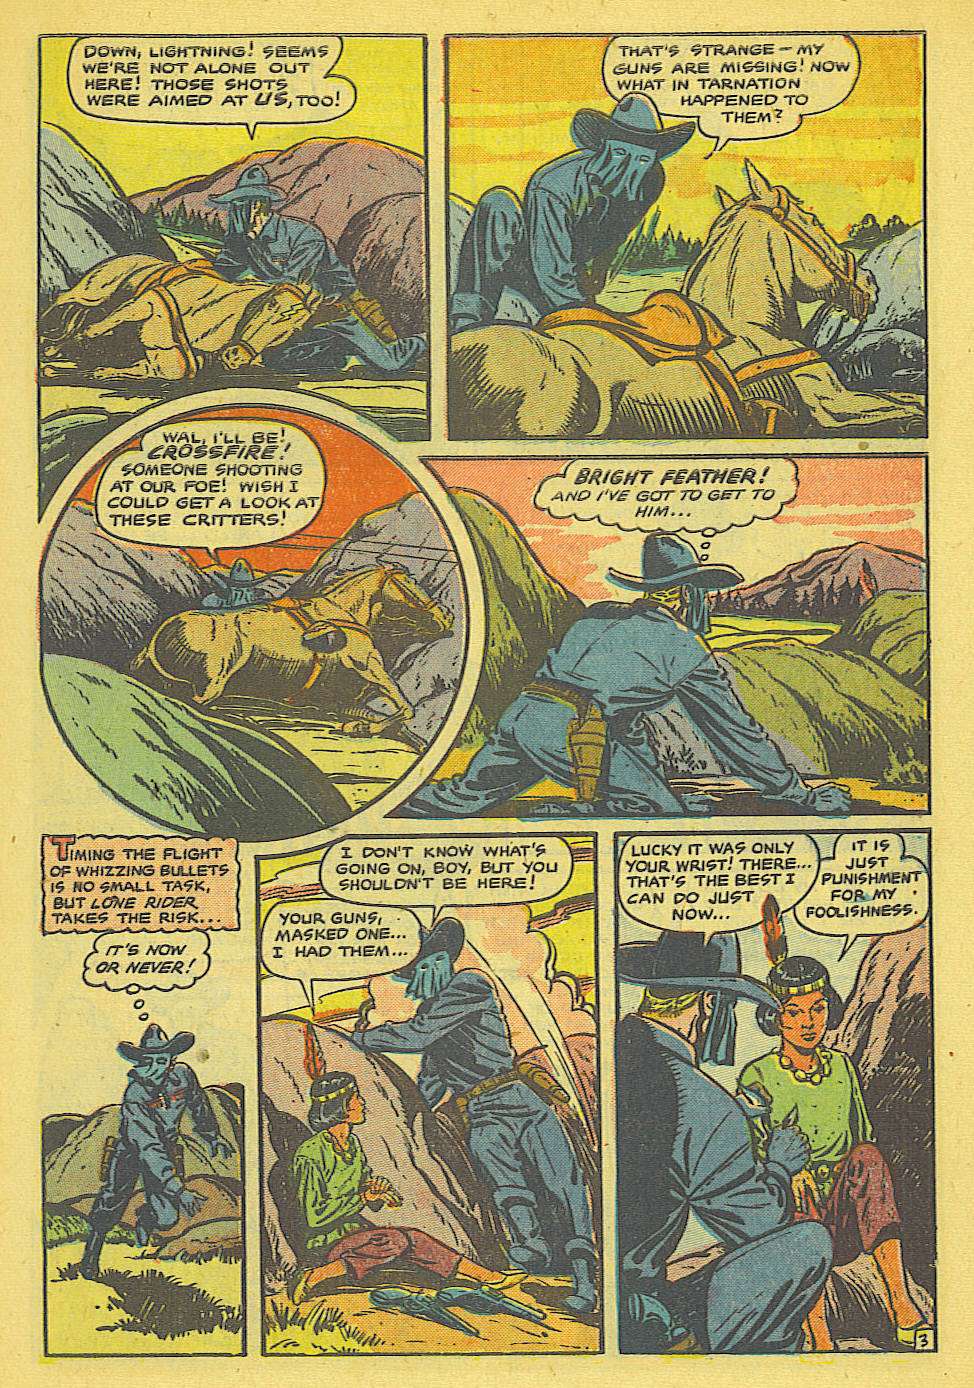 DOWN, LIGHTNING! SEEMS
WE'RE NOT ALONE OUT
HERE! THOSE SHOTS
WERE AIMED AT US, TOO!
THAT'S STRANGE — MY
GUNS ARE MISSING! NOW
WHAT IN TARNATION
HAPPENED TO
THEM?
WAL, I'LL BE!
CROSSFIRE!
SOMEONE SHOOTING
AT OUR FOE! WISH I
COULD GET A LOOK AT
THESE CRITTERS!
BRIGHT FEATHER!
AND I'VE GOT TO GET TO
HIM...
TIMING THE FLIGHT
OF WHIZZING BULLETS
IS NO SMALL TASK,
BUT LONE RIDER
TAKES THE RISK...
IT'S NOW
OR NEVER!
I DON'T KNOW WHAT'S
GOING ON, BOY, BUT YOU
SHOULDN'T BE HERE!
YOUR GUNS,
MASKED ONE...
I HAD THEM...
LUCKY IT WAS ONLY
YOUR WRIST! THERE...
THAT'S THE BEST I
CAN DO JUST
NOW...
IT IS
JUST
PUNISHMENT
FOR MY
FOOLISHNESS.
3